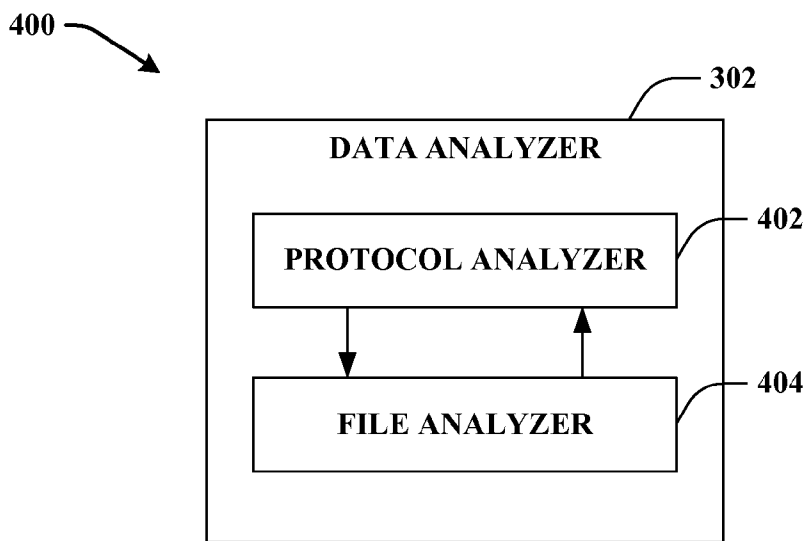 400
302
DATA ANALYZER
402
PROTOCOL ANALYZER
404
FILE ANALYZER